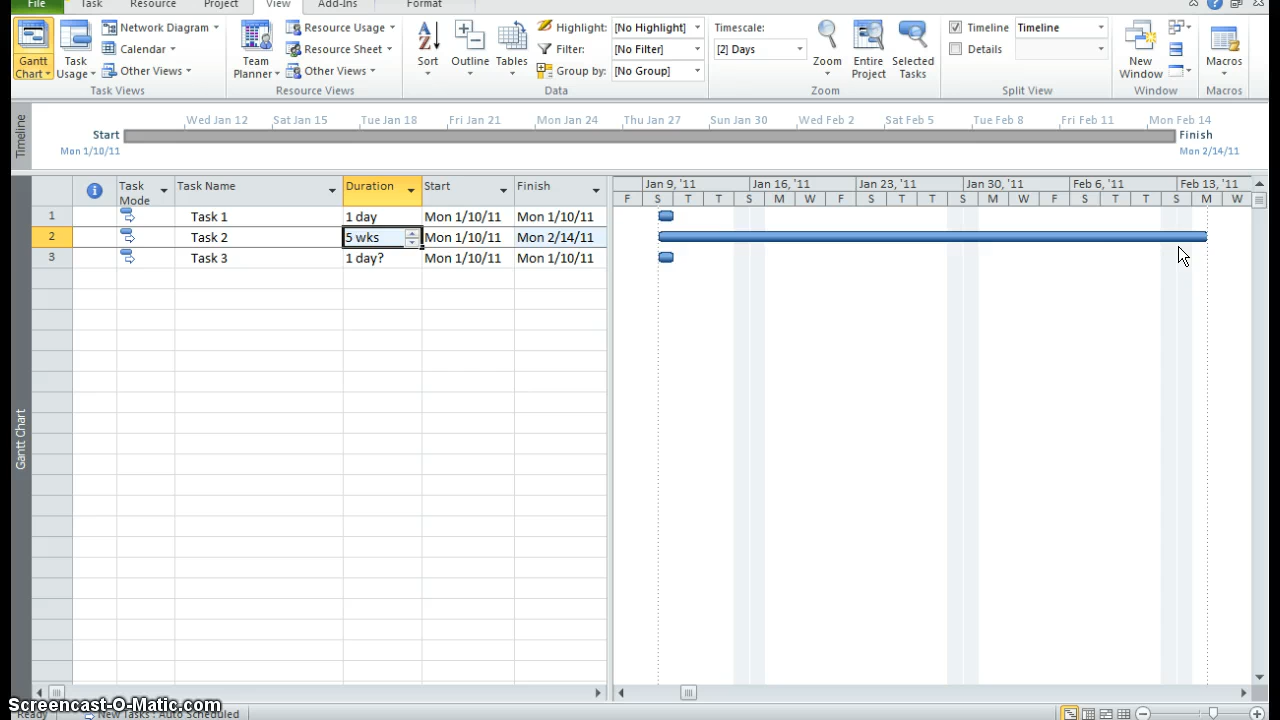 File Task Resource Project View Add-Ins Format
Gantt Chart
Task Usage
Network Diagram
Calendar
Other Views
Task Views
Team Planner
Resource Usage
Resource Sheet
Other Views
Resource Views
Sort
Outline
Tables
Highlight: [No Highlight]
Filter: [No Filter]
Group by: [No Group]
Data
Timescale:
[2] Days
Zoom
Entire Project
Selected Tasks
Zoom
Timeline Timeline
Details
Split View
New Window
Window
Macros
Macros
Timeline
Wed Jan 12 Sat Jan 15 Tue Jan 18 Fri Jan 21 Mon Jan 24 Thu Jan 27 Sun Jan 30 Wed Feb 2 Sat Feb 5 Tue Feb 8 Fri Feb 11 Mon Feb 14
Start
Mon 1/10/11
Finish
Mon 2/14/11
Task Mode Task Name Duration Start Finish
Jan 9, '11 Jan 16, '11 Jan 23, '11 Jan 30, '11 Feb 6, '11 Feb 13, '11
F S T T S M W F S T T S M W F S T T S M W
1 Task 1 1 day Mon 1/10/11 Mon 1/10/11
2 Task 2 5 wks Mon 1/10/11 Mon 2/14/11
3 Task 3 1 day? Mon 1/10/11 Mon 1/10/11
Gantt Chart
Screencast-O-Matic.com
Ready New Tasks : Auto Scheduled